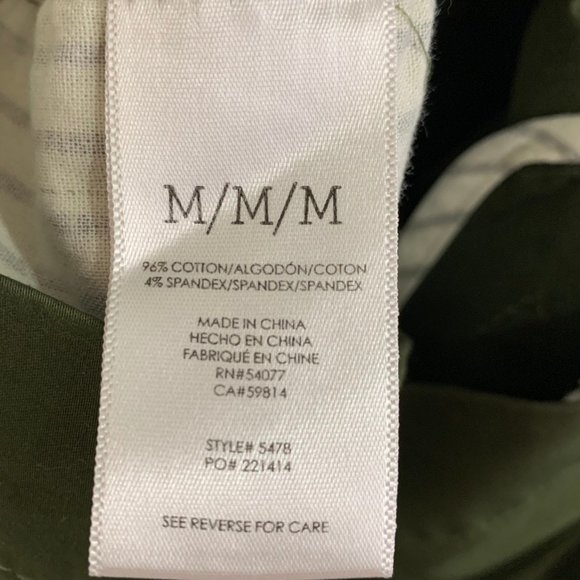 M/M/M
96% COTTON/ALGODÓN/COTON
4% SPANDEX/SPANDEX/SPANDEX
MADE IN CHINA
HECHO EN CHINA
FABRIQUÉ EN CHINE
RN#54077
CA#59814
STYLE# 5478
PO# 221414
SEE REVERSE FOR CARE